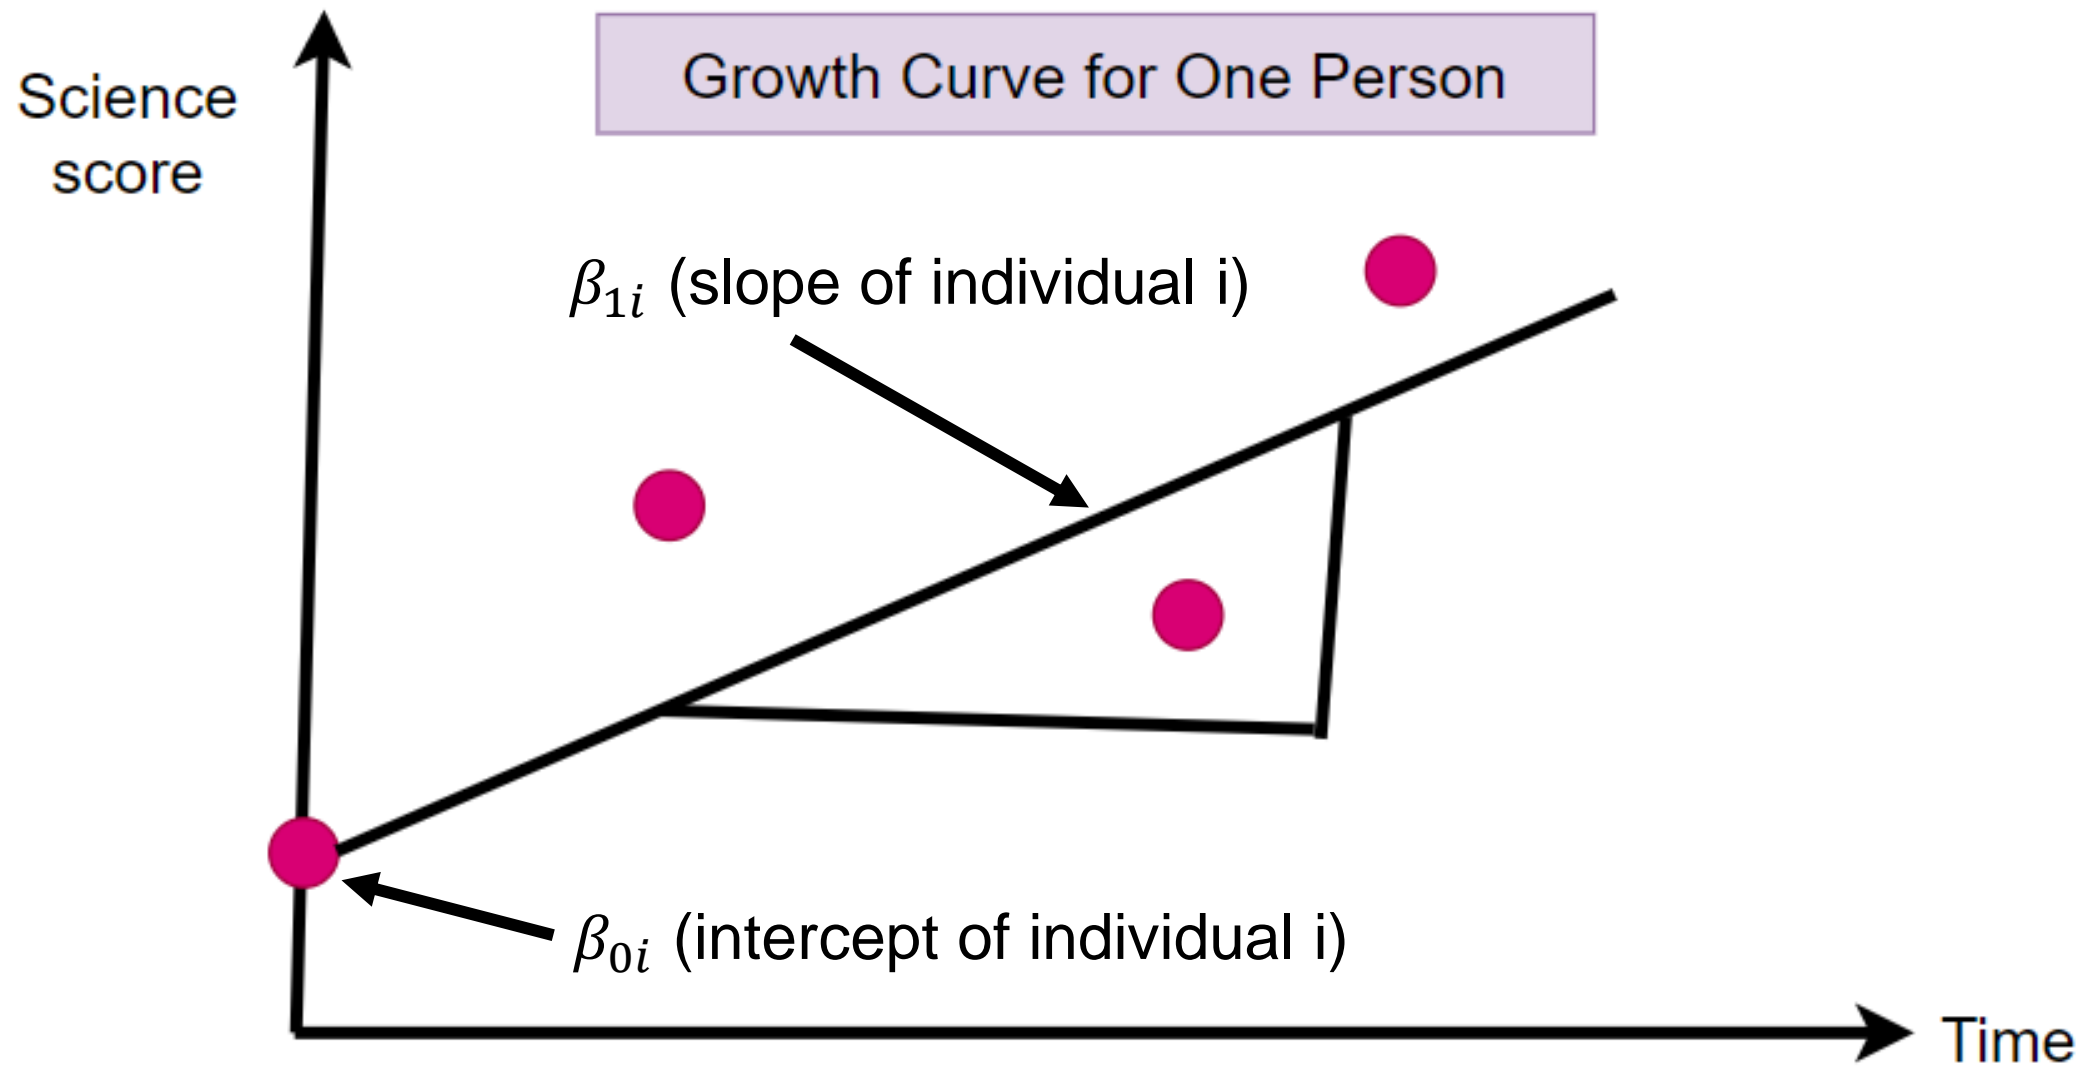 Growth Curve for One Person
Science
score
β₁ᵢ (slope of individual i)
β₀ᵢ (intercept of individual i)
Time